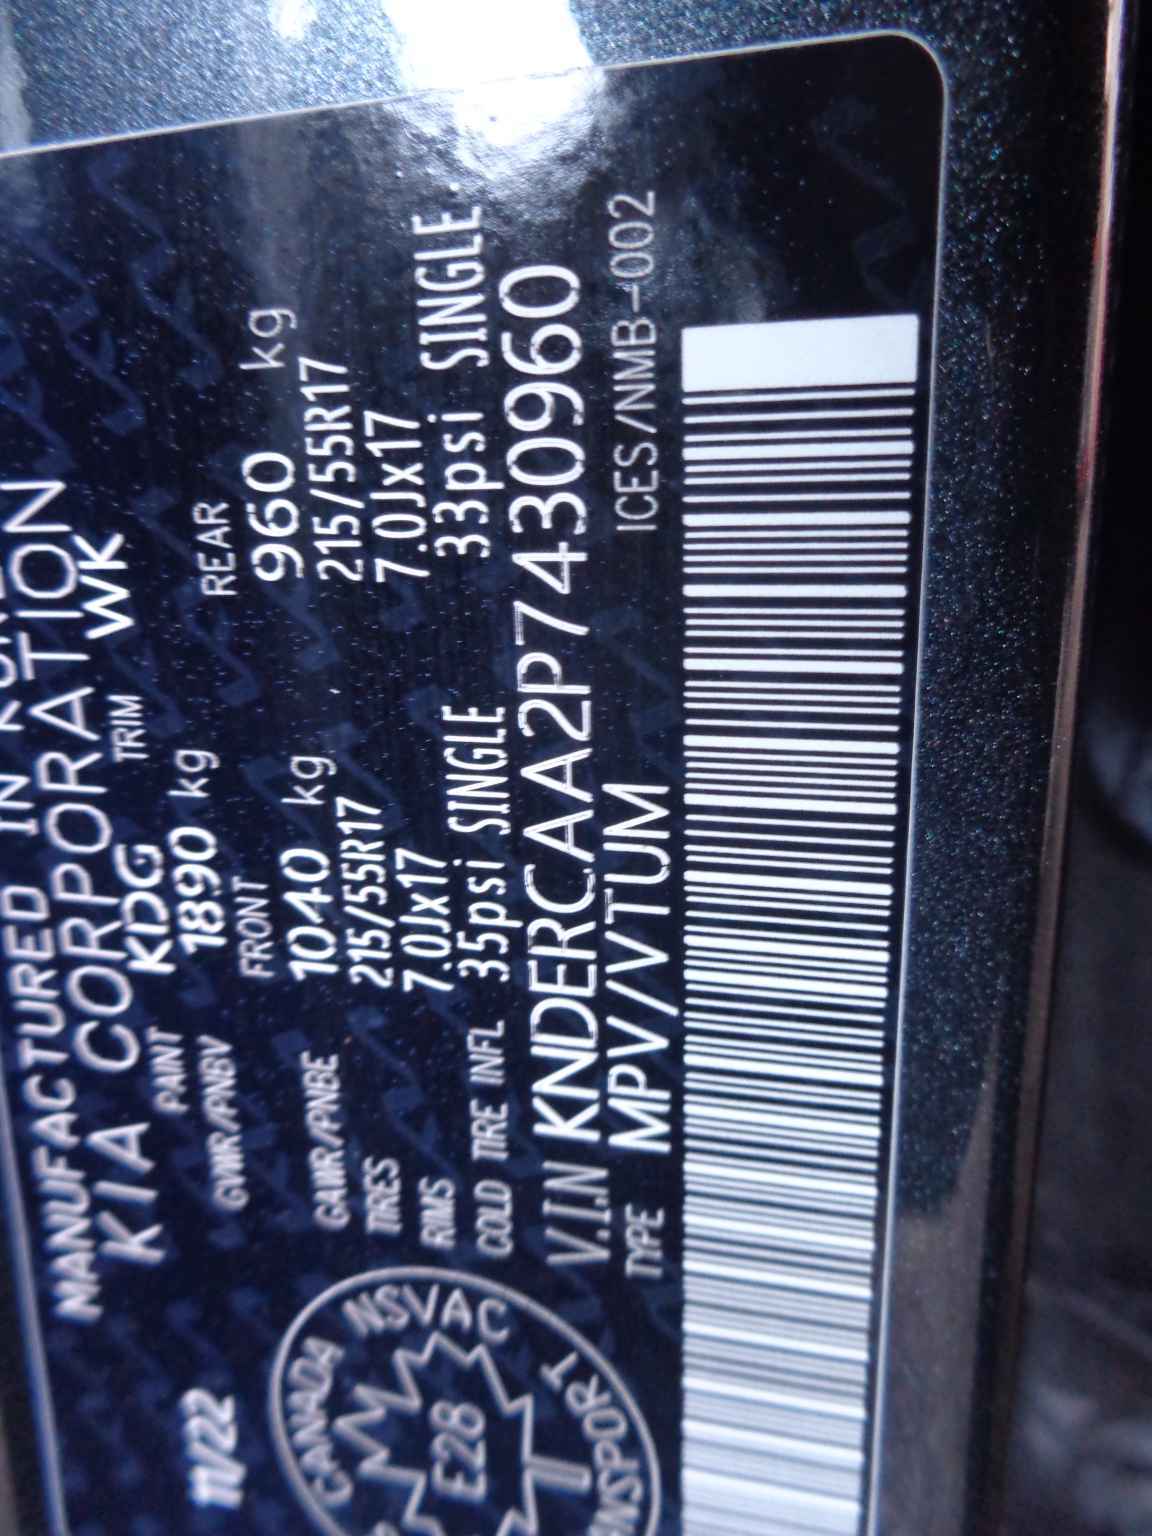 MANUFACTURED IN KOREA
11/22 KIA CORPORATION
PAINT KDG TRIM WK
GVWR/PNBV 1890 kg
FRONT REAR
GAWR/PNBE 1040 kg 960 kg
TIRES 215/55R17 215/55R17
RIMS 7.0Jx17 7.0Jx17
COLD TIRE INFL 35psi SINGLE 33psi SINGLE.
V.I.N KNDERCAA2P7430960
TYPE MPV/VTUM ICES/NMB-002
CANADA NSVAC
E28